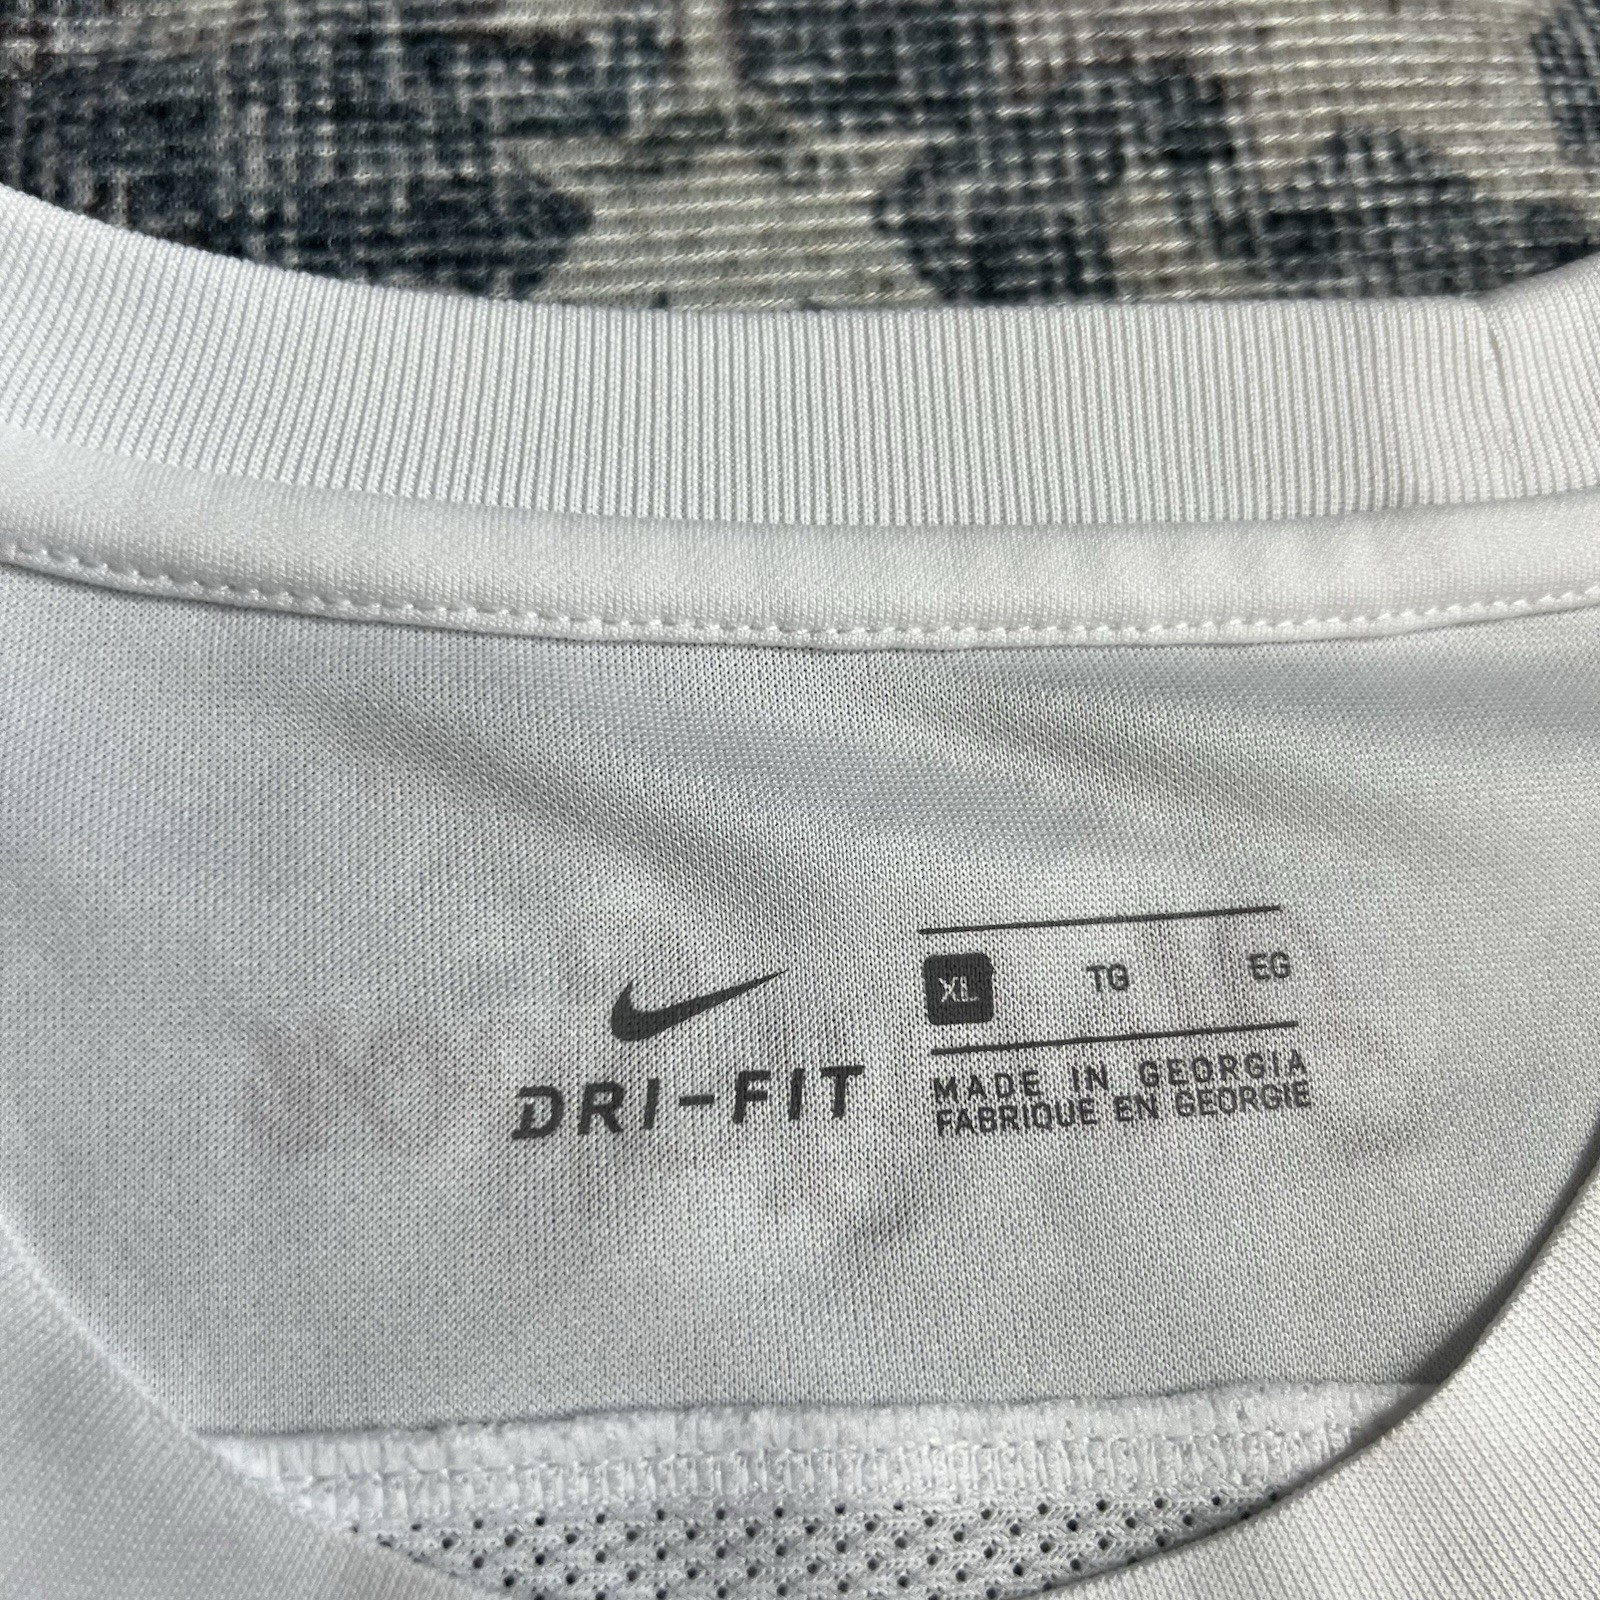 DRI-FIT
XL TG EG
MADE IN GEORGIA
FABRIQUE EN GEORGIE